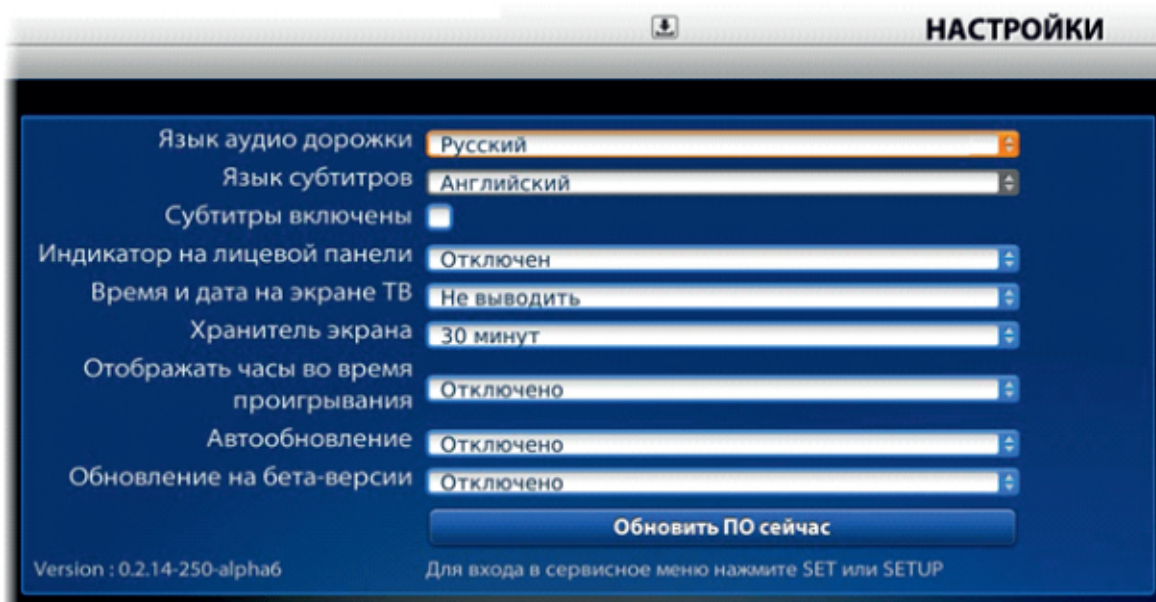 НАСТРОЙКИ
Язык аудио дорожки Русский
Язык субтитров Английский
Субтитры включены
Индикатор на лицевой панели Отключен
Время и дата на экране ТВ Не выводить
Хранитель экрана 30 минут
Отображать часы во время
проигрывания Отключено
Автообновление Отключено
Обновление на бета-версии Отключено
Обновить ПО сейчас
Version : 0.2.14-250-alpha6 Для входа в сервисное меню нажмите SET или SETUP